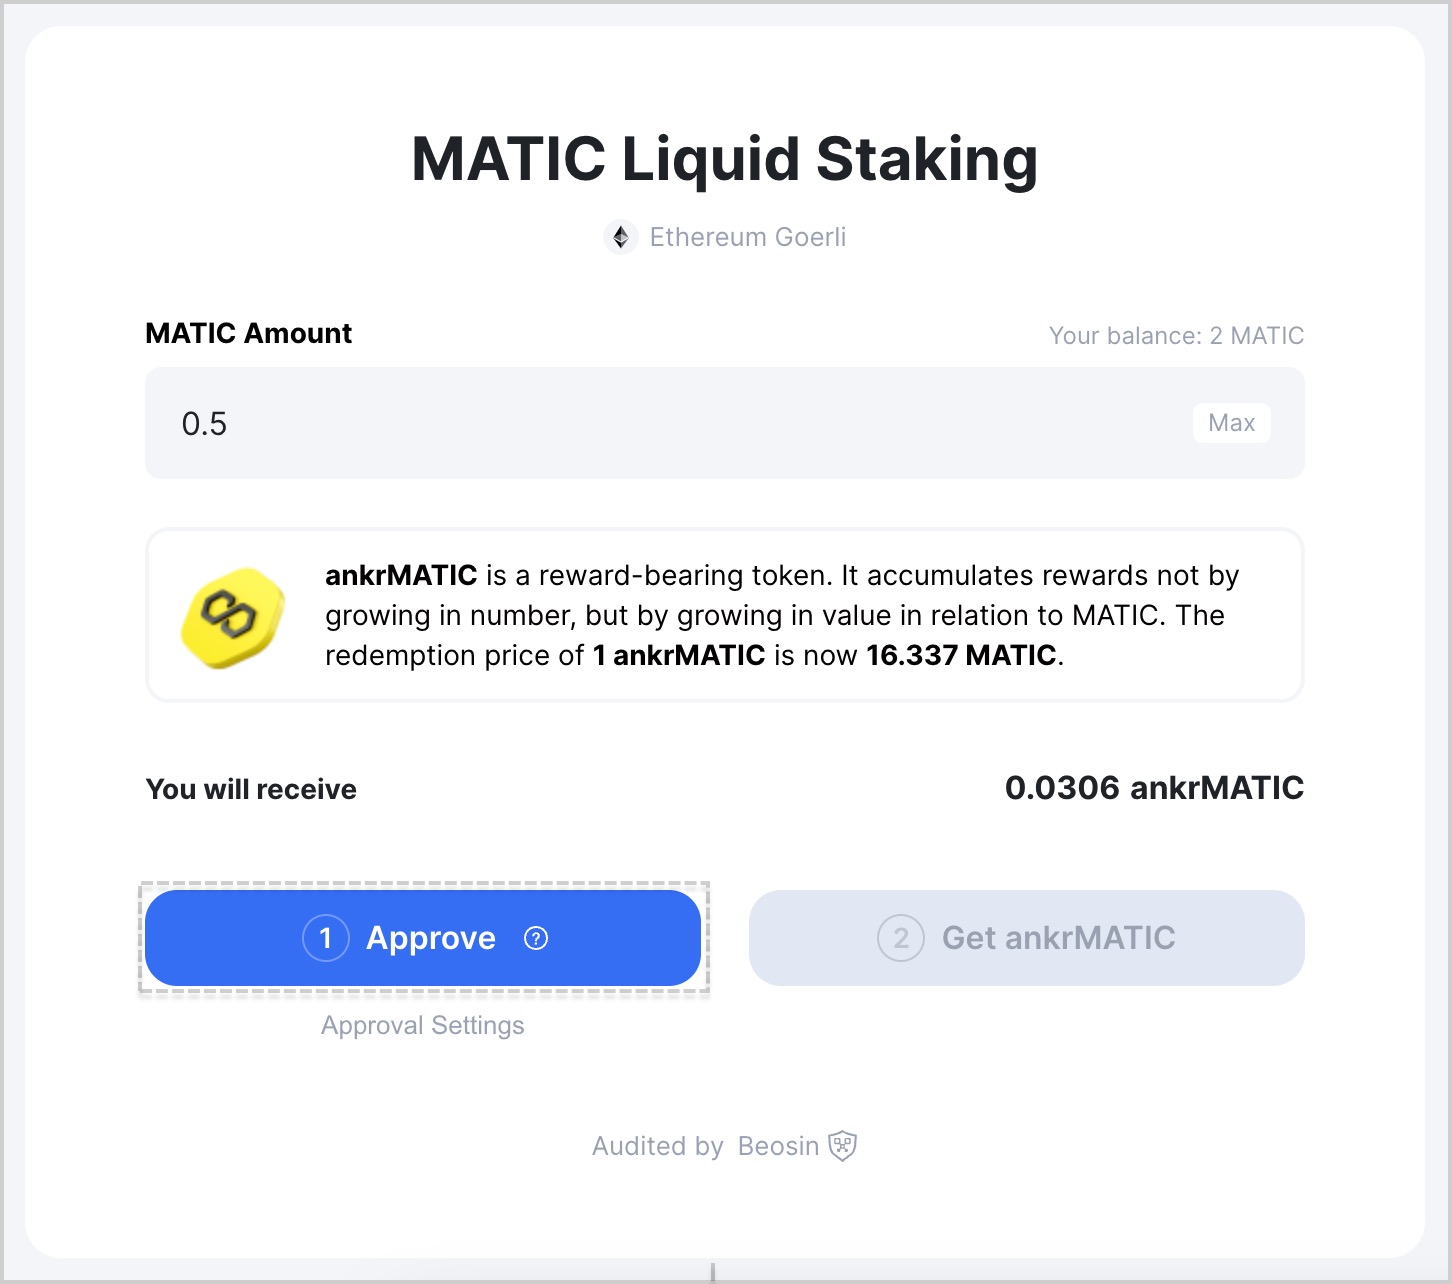 MATIC Liquid Staking
Ethereum Goerli
MATIC Amount
Your balance: 2 MATIC
0.5
Max
ankrMATIC is a reward-bearing token. It accumulates rewards not by
growing in number, but by growing in value in relation to MATIC. The
redemption price of 1 ankrMATIC is now 16.337 MATIC.
You will receive
0.0306 ankrMATIC
1 Approve ?
2 Get ankrMATIC
Approval Settings
Audited by Beosin